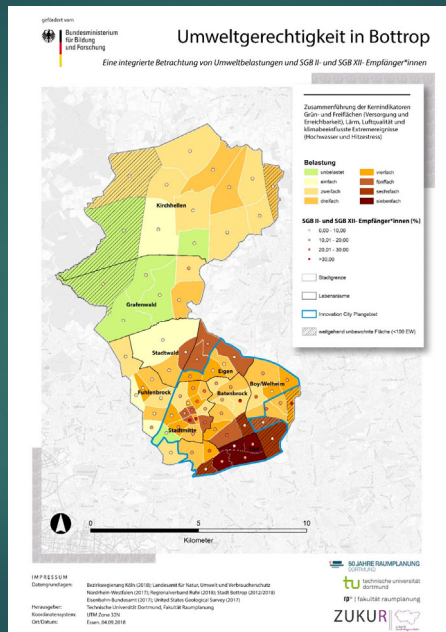 gefördert vom
Bundesministerium
für Bildung
und Forschung
Umweltgerechtigkeit in Bottrop
Eine integrierte Betrachtung von Umweltbelastungen und SGB II- und SGB XII- Empfänger*innen
Zusammenführung der Kernindikatoren
Grün- und Freiflächen (Versorgung und
Erreichbarkeit), Lärm, Luftqualität und
klimabeeinflusste Extremereignisse
(Hochwasser und Hitzestress)
Belastung
unbelastet
einfach
zweifach
dreifach
vierfach
fünffach
sechsfach
siebenfach
SGB II- und SGB XII- Empfänger*innen (%)
0,00 - 10,00
10,01 - 20,00
20,01 - 30,00
>30,00
Stadtgrenze
Lebensräume
Innovation City Plangebiet
weitgehend unbewohnte Fläche (<100 EW)
Kirchhellen
Grafenwald
Stadtwald
Eigen
Fuhlenbrock
Batenbrock
Boy/Welheim
Stadtmitte
0
5
10
Kilometer
IMPRESSUM
Datengrundlagen:
Bezirksregierung Köln (2018); Landesamt für Natur, Umwelt und Verbraucherschutz
Nordrhein-Westfalen (2017); Regionalverband Ruhr (2018); Stadt Bottrop (2012/2018)
Eisenbahn-Bundesamt (2017); United States Geological Survey (2017)
Herausgeber:
Technische Universität Dortmund, Fakultät Raumplanung
Koordinatensystem:
UTM Zone 32N
Ort/Datum:
Essen, 04.09.2018
50 JAHRE RAUMPLANUNG
DORTMUND
tu technische universität
dortmund
rp fakultät raumplanung
ZUKUR